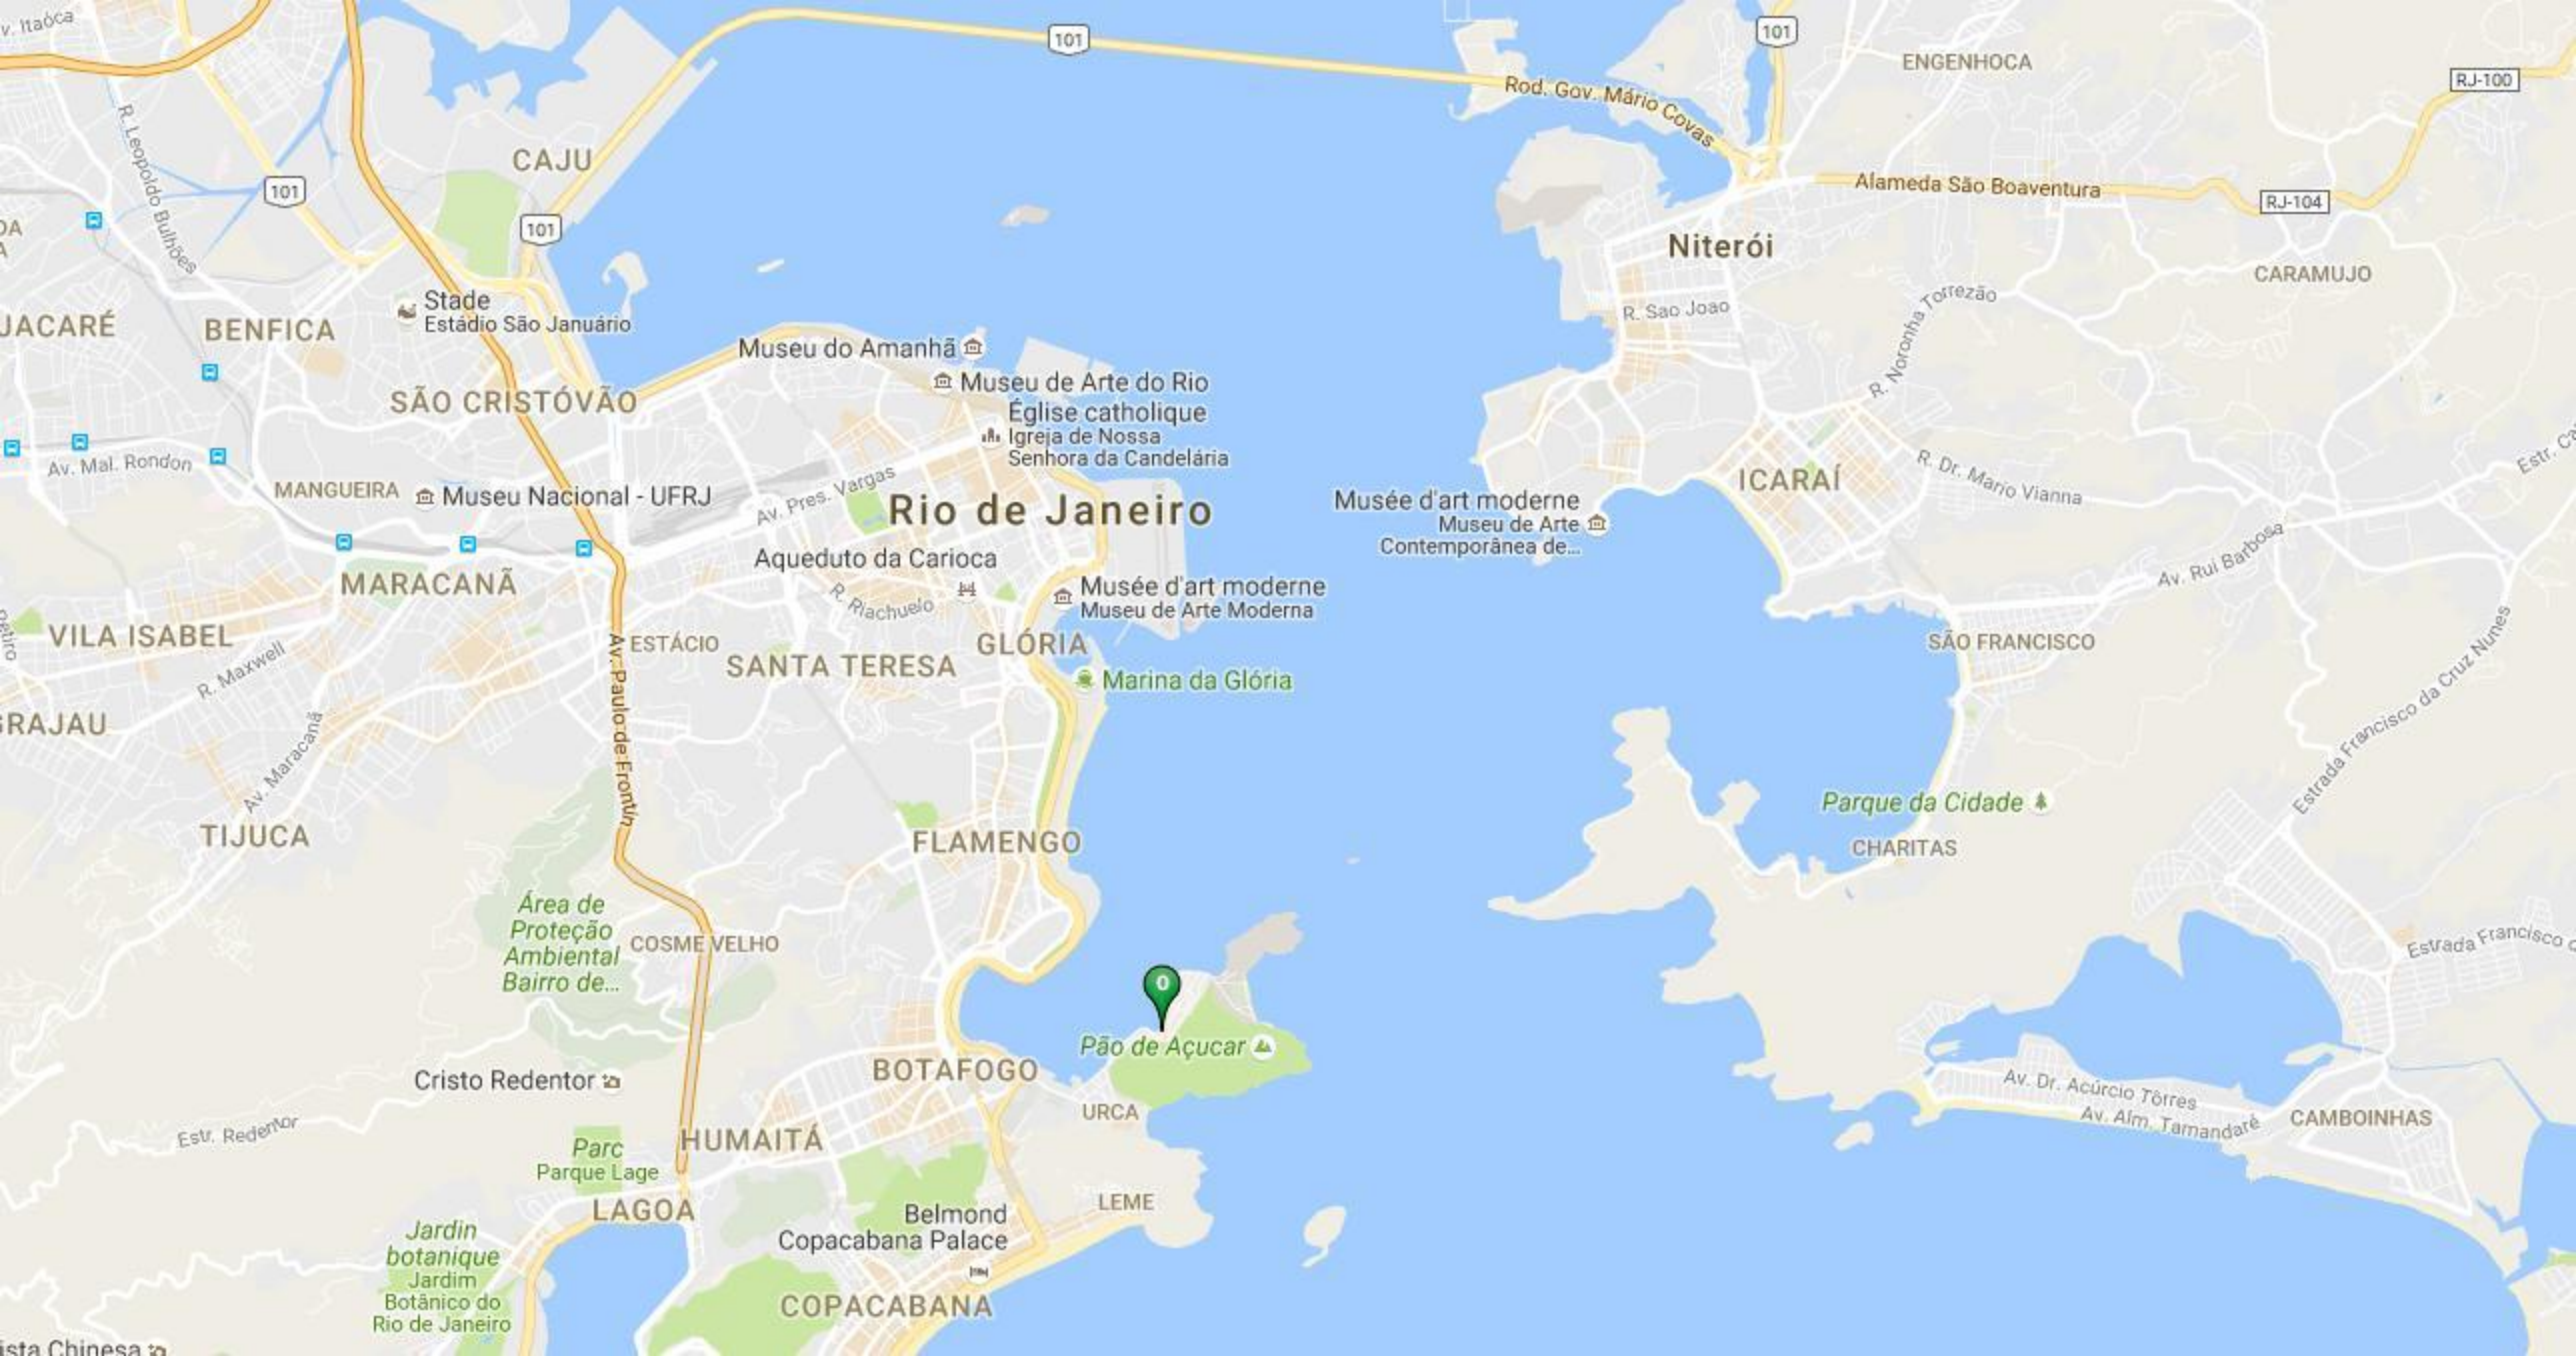 v. Itaóca
101
101
ENGENHOCA
RJ-100
Rod. Gov. Mário Covas
R. Leopoldo Bulhões
CAJU
101
Alameda São Boaventura
RJ-104
101
Niterói
CARAMUJO
Stade
Estádio São Januário
JACARÉ
BENFICA
R. Sao Joao
R. Noronha Torrezão
Museu do Amanhã
Museu de Arte do Rio
SÃO CRISTÓVÃO
Église catholique
Igreja de Nossa
Senhora da Candelária
Av. Mal. Rondon
MANGUEIRA
Museu Nacional - UFRJ
Av. Pres. Vargas
Rio de Janeiro
ICARAÍ
R. Dr. Mario Vianna
Musée d'art moderne
Museu de Arte
Contemporânea de...
Av. Rui Barbosa
Aqueduto da Carioca
MARACANÃ
R. Riachuelo
Musée d'art moderne
Museu de Arte Moderna
VILA ISABEL
R. Maxwell
ESTÁCIO
SANTA TERESA
GLÓRIA
Marina da Glória
SÃO FRANCISCO
Estrada Francisco da Cruz Nunes
Av. Paulo de Frontin
GRAJAU
Av. Maracanã
TIJUCA
FLAMENGO
Parque da Cidade
CHARITAS
Área de
Proteção
Ambiental
Bairro de...
COSME VELHO
Estrada Francisco
0
Pão de Açucar
BOTAFOGO
Cristo Redentor
URCA
Av. Dr. Acúrcio Tôrres
Av. Alm. Tamandaré
CAMBOINHAS
Estr. Redentor
Parc
Parque Lage
HUMAITÁ
LAGOA
LEME
Belmond
Copacabana Palace
Jardin
botanique
Jardim
Botânico do
Rio de Janeiro
COPACABANA
ista Chinesa